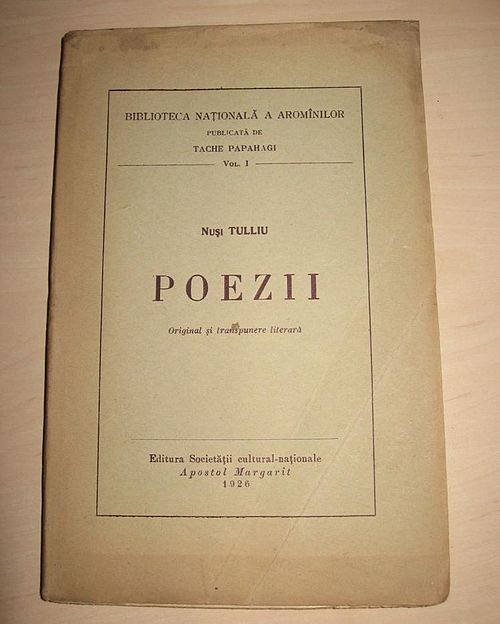 BIBLIOTECA NAȚIONALĂ A AROMÎNILOR
PUBLICATĂ DE
TACHE PAPAHAGI
VOL. I
NUȘI TULLIU
POEZII
Original și transpunere literară
Editura Societății cultural-naționale
Apostol Margarit
1926